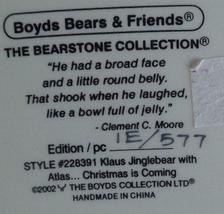 Boyds Bears & Friends®
THE BEARSTONE COLLECTION®
"He had a broad face
and a little round belly.
That shook when he laughed,
like a bowl full of jelly."
- Clement C. Moore
Edition / pc 1E/577
STYLE #228391 Klaus Jinglebear with
Atlas... Christmas is Coming
©2002 THE BOYDS COLLECTION LTD®
HANDMADE IN CHINA